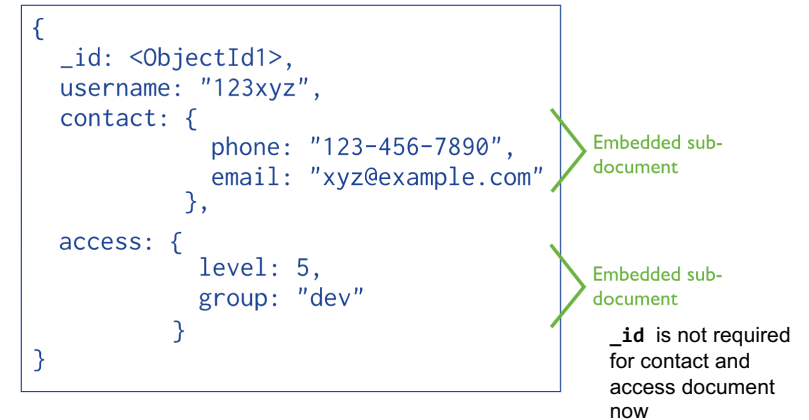 {
_id: <ObjectId1>,
username: "123xyz",
contact: {
phone: "123-456-7890",
email: "xyz@example.com"
},
access: {
level: 5,
group: "dev"
}
}
Embedded sub-
document
Embedded sub-
document
_id is not required
for contact and
access document
now